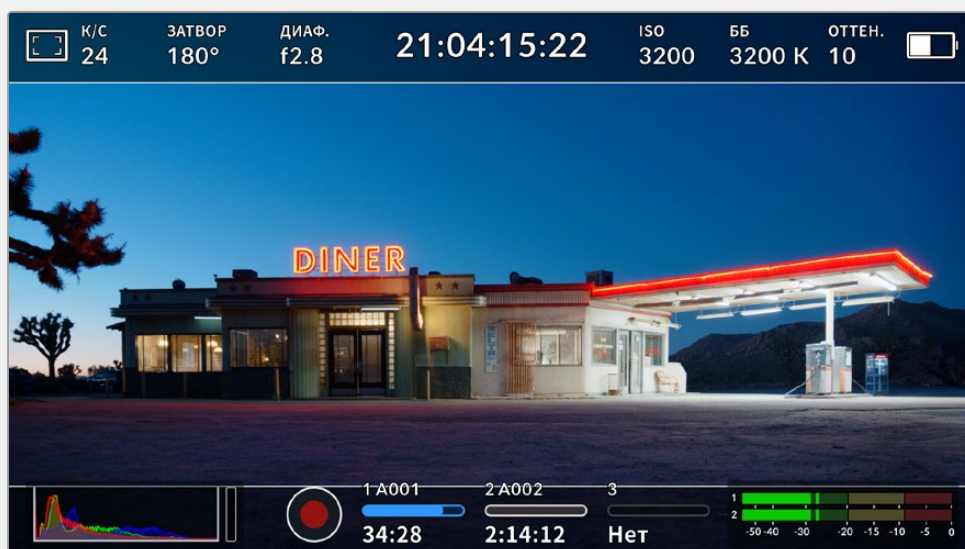 К/С
24
ЗАТВОР
180°
ДИАФ.
f2.8
21:04:15:22
ISO
3200
ББ
3200 K
ОТТЕН.
10
DINER
1 A001
34:28
2 A002
2:14:12
3
Нет
1
2
-50 -40 -30 -20 -15 -10 -5 0